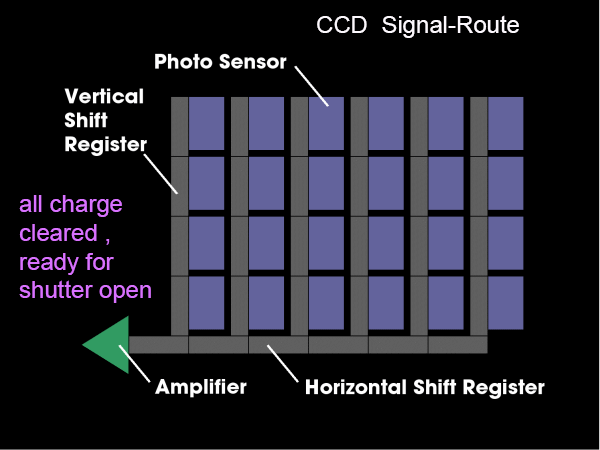 CCD  Signal-Route
Photo Sensor
Vertical
Shift
Register
all charge
cleared ,
ready for
shutter open
Amplifier
Horizontal Shift Register